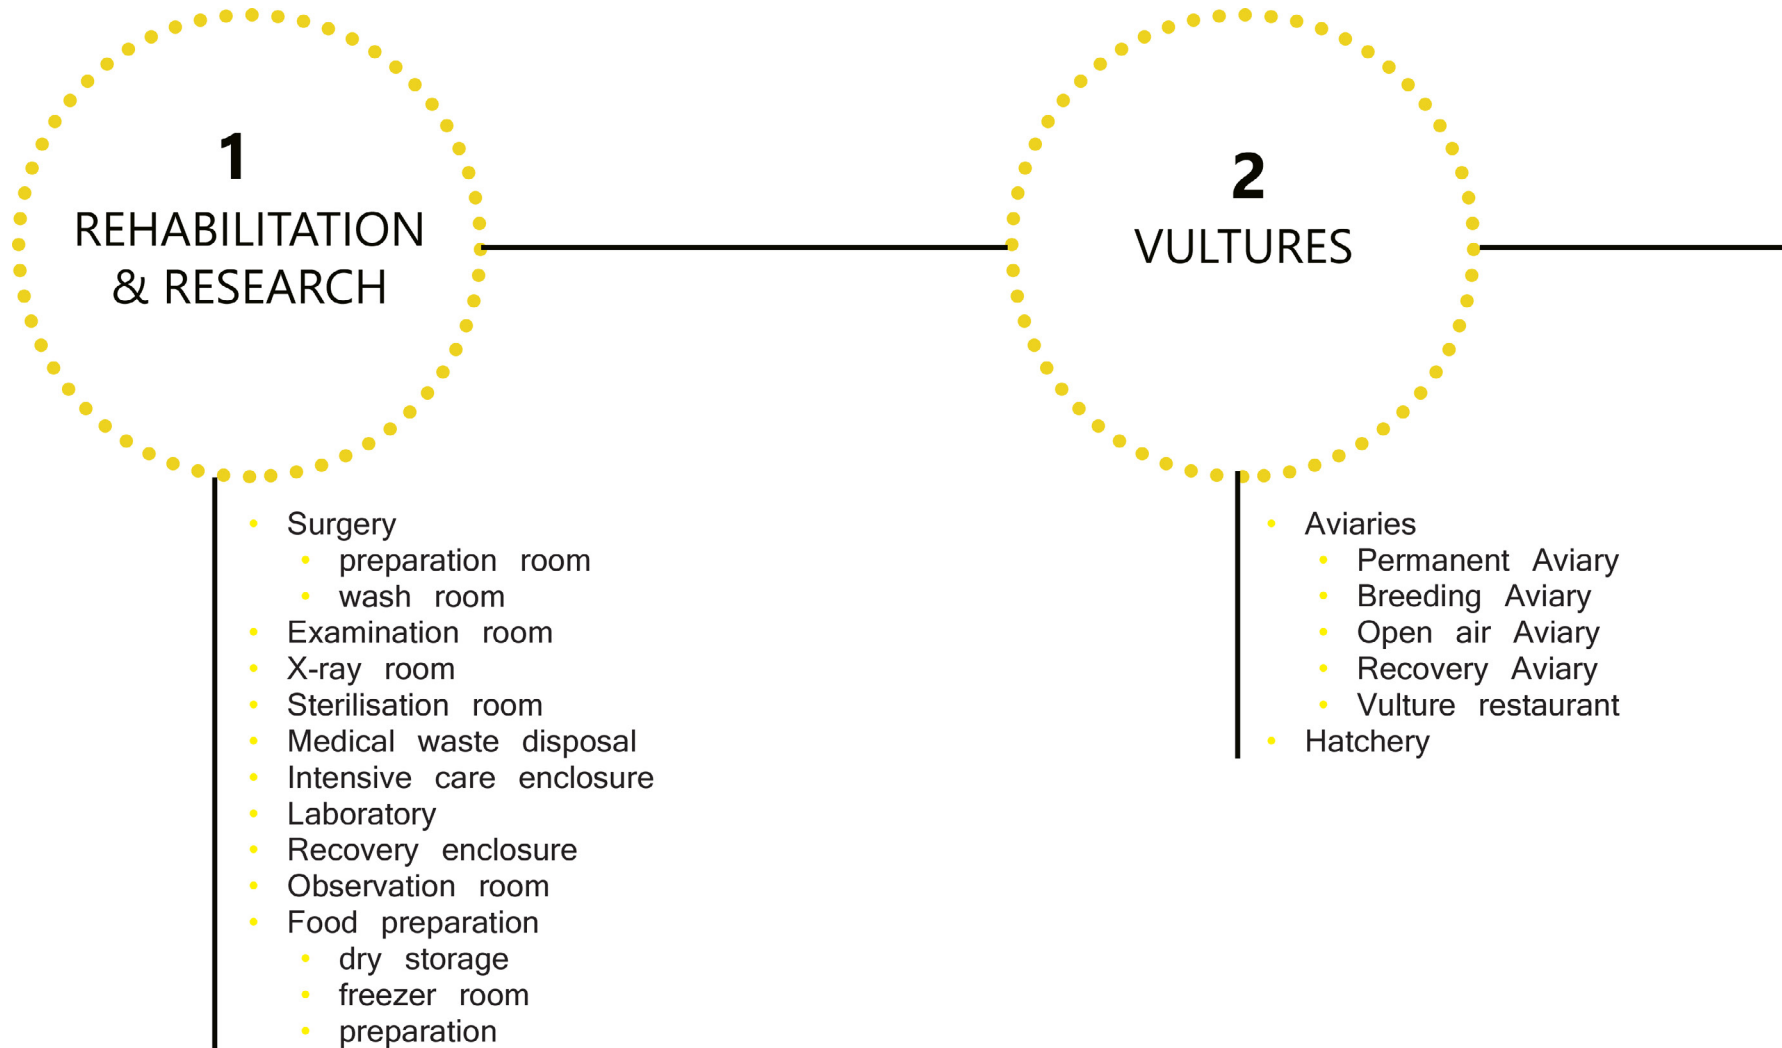 1
REHABILITATION
& RESEARCH
Surgery
preparation room
wash room
Examination room
X-ray room
Sterilisation room
Medical waste disposal
Intensive care enclosure
Laboratory
Recovery enclosure
Observation room
Food preparation
dry storage
freezer room
preparation
2
VULTURES
Aviaries
Permanent Aviary
Breeding Aviary
Open air Aviary
Recovery Aviary
Vulture restaurant
Hatchery